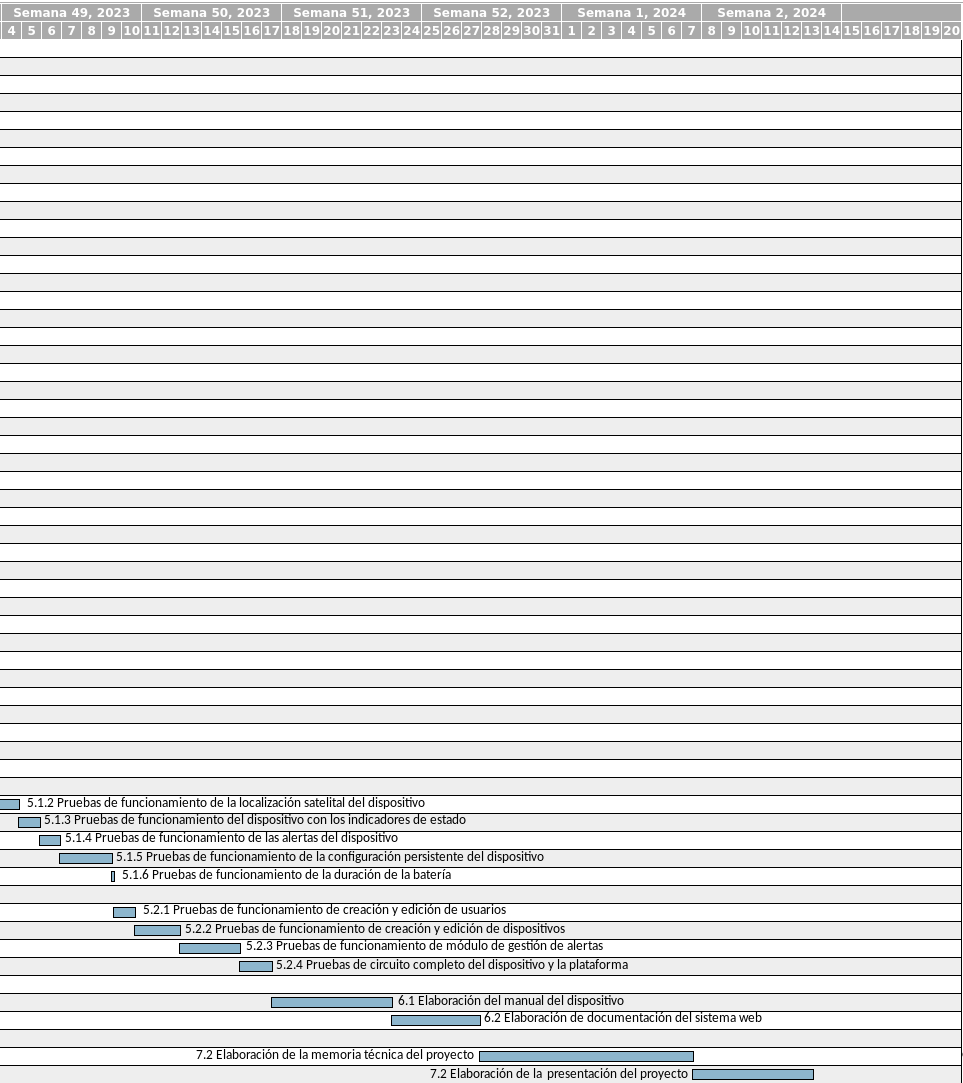 Semana 49, 2023 Semana 50, 2023 Semana 51, 2023 Semana 52, 2023 Semana 1, 2024 Semana 2, 2024
4 5 6 7 8 9 10 11 12 13 14 15 16 17 18 19 20 21 22 23 24 25 26 27 28 29 30 31 1 2 3 4 5 6 7 8 9 10 11 12 13 14 15 16 17 18 19 20
5.1.2 Pruebas de funcionamiento de la localización satelital del dispositivo
5.1.3 Pruebas de funcionamiento del dispositivo con los indicadores de estado
5.1.4 Pruebas de funcionamiento de las alertas del dispositivo
5.1.5 Pruebas de funcionamiento de la configuración persistente del dispositivo
5.1.6 Pruebas de funcionamiento de la duración de la batería
5.2.1 Pruebas de funcionamiento de creación y edición de usuarios
5.2.2 Pruebas de funcionamiento de creación y edición de dispositivos
5.2.3 Pruebas de funcionamiento de módulo de gestión de alertas
5.2.4 Pruebas de circuito completo del dispositivo y la plataforma
6.1 Elaboración del manual del dispositivo
6.2 Elaboración de documentación del sistema web
7.2 Elaboración de la memoria técnica del proyecto
7.2 Elaboración de la presentación del proyecto